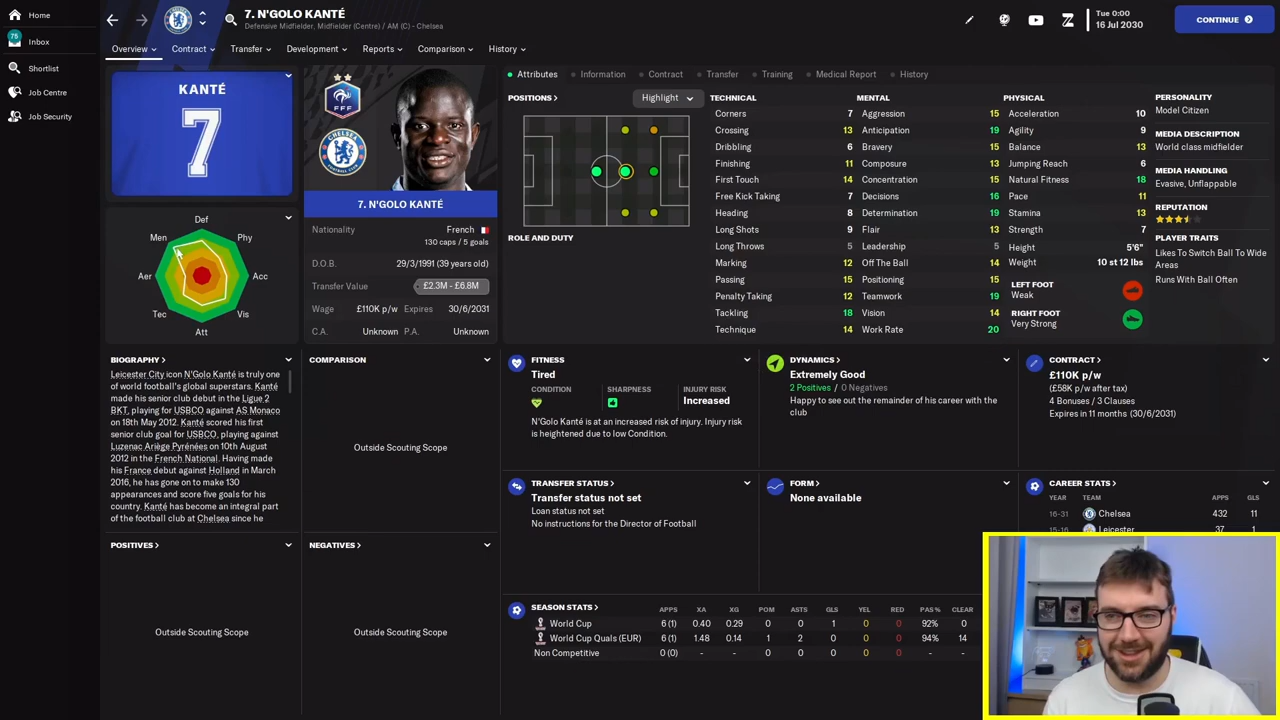 Home
75
Inbox
Shortlist
Job Centre
Job Security
7. N'GOLO KANTÉ
Defensive Midfielder, Midfielder (Centre) / AM (C) - Chelsea
Tue 0:00
16 Jul 2030
CONTINUE
Overview
Contract
Transfer
Development
Reports
Comparison
History
KANTÉ
7
Def
Phy
Acc
Vis
Att
Tec
Aer
Men
FFF
7. N'GOLO KANTÉ
Nationality French
130 caps / 5 goals
D.O.B. 29/3/1991 (39 years old)
Transfer Value £2.3M - £6.8M
Wage £110K p/w Expires 30/6/2031
C.A. Unknown P.A. Unknown
Attributes
Information
Contract
Transfer
Training
Medical Report
History
POSITIONS
Highlight
ROLE AND DUTY
TECHNICAL
Corners 7
Crossing 13
Dribbling 6
Finishing 11
First Touch 14
Free Kick Taking 7
Heading 8
Long Shots 9
Long Throws 5
Marking 12
Passing 15
Penalty Taking 12
Tackling 18
Technique 14
MENTAL
Aggression 15
Anticipation 19
Bravery 15
Composure 13
Concentration 15
Decisions 16
Determination 19
Flair 13
Leadership 5
Off The Ball 14
Positioning 15
Teamwork 19
Vision 14
Work Rate 20
PHYSICAL
Acceleration 10
Agility 9
Balance 13
Jumping Reach 6
Natural Fitness 18
Pace 11
Stamina 13
Strength 7
Height 5'6"
Weight 10 st 12 lbs
LEFT FOOT
Weak
RIGHT FOOT
Very Strong
PERSONALITY
Model Citizen
MEDIA DESCRIPTION
World class midfielder
MEDIA HANDLING
Evasive, Unflappable
REPUTATION
PLAYER TRAITS
Likes To Switch Ball To Wide
Areas
Runs With Ball Often
BIOGRAPHY
Leicester City icon N'Golo Kanté is truly one
of world football's global superstars. Kanté
made his senior club debut in the Ligue 2
BKT, playing for USBCO against AS Monaco
on 18th May 2012. Kanté scored his first
senior club goal for USBCO, playing against
Luzenac Ariège Pyrénées on 10th August
2012 in the French National. Having made
his France debut against Holland in March
2016, he has gone on to make 130
appearances and score five goals for his
country. Kanté has become an integral part
of the football club at Chelsea since he
COMPARISON
Outside Scouting Scope
POSITIVES
Outside Scouting Scope
NEGATIVES
Outside Scouting Scope
FITNESS
Tired
CONDITION
SHARPNESS
INJURY RISK
Increased
N'Golo Kanté is at an increased risk of injury. Injury
risk is heightened due to low Condition.
DYNAMICS
Extremely Good
2 Positives / 0 Negatives
Happy to see out the remainder of his career with the
club
CONTRACT
£110K p/w
(£58K p/w after tax)
4 Bonuses / 3 Clauses
Expires in 11 months (30/6/2031)
TRANSFER STATUS
Transfer status not set
Loan status not set
No instructions for the Director of Football
FORM
None available
CAREER STATS
YEAR TEAM APPS GLS
16-31 Chelsea 432 11
15-16 Leicester 37 1
SEASON STATS APPS XA XG POM ASTS GLS YEL RED PAS% CLEAR
World Cup 6 (1) 0.40 0.29 0 0 1 0 0 92% 0
World Cup Quals (EUR) 6 (1) 1.48 0.14 1 2 0 0 0 94% 14
Non Competitive 0 (0) - - 0 0 0 0 0 - -